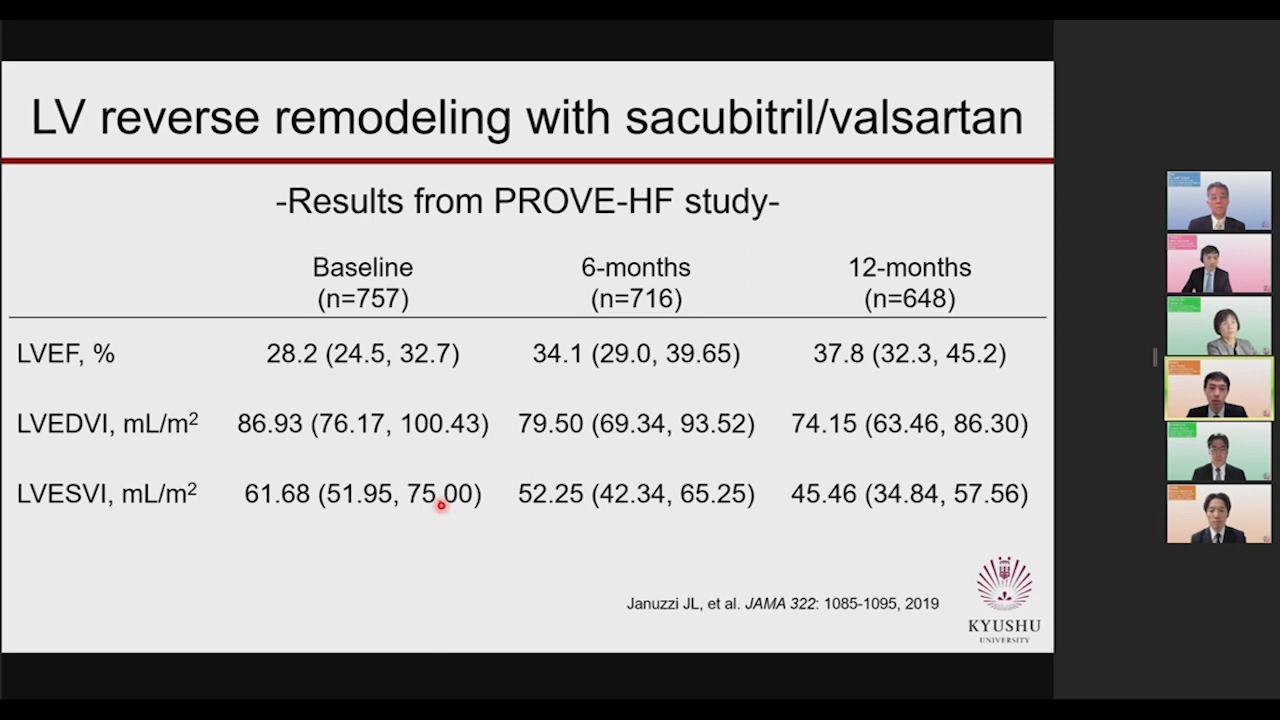 LV reverse remodeling with sacubitril/valsartan
-Results from PROVE-HF study-
Baseline 6-months 12-months
(n=757) (n=716) (n=648)
LVEF, % 28.2 (24.5, 32.7) 34.1 (29.0, 39.65) 37.8 (32.3, 45.2)
LVEDVI, mL/m² 86.93 (76.17, 100.43) 79.50 (69.34, 93.52) 74.15 (63.46, 86.30)
LVESVI, mL/m² 61.68 (51.95, 75.00) 52.25 (42.34, 65.25) 45.46 (34.84, 57.56)
Januzzi JL, et al. JAMA 322: 1085-1095, 2019
KYUSHU
UNIVERSITY